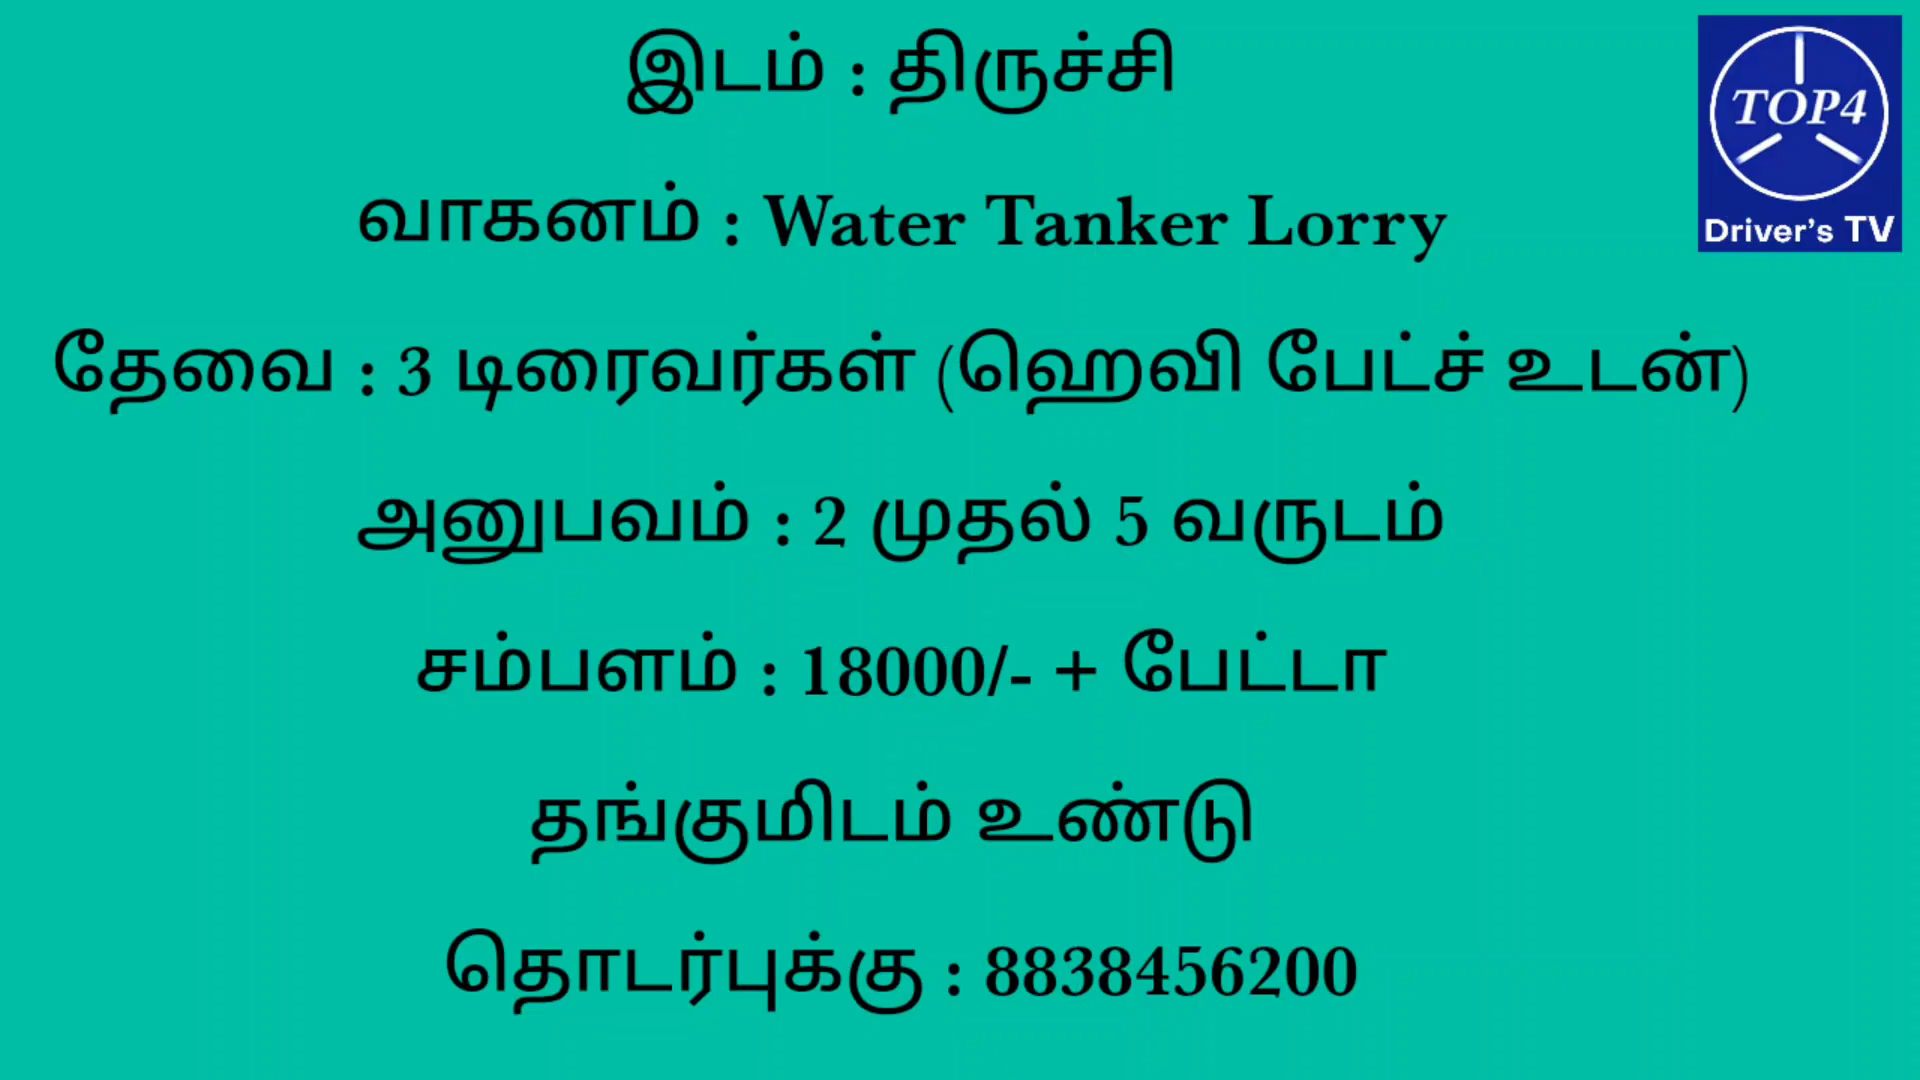 இடம் : திருச்சி
வாகனம் : Water Tanker Lorry
தேவை : 3 டிரைவர்கள் (ஹெவி பேட்ச் உடன்)
அனுபவம் : 2 முதல் 5 வருடம்
சம்பளம் : 18000/- + பேட்டா
தங்குமிடம் உண்டு
தொடர்புக்கு : 8838456200
TOP4
Driver's TV